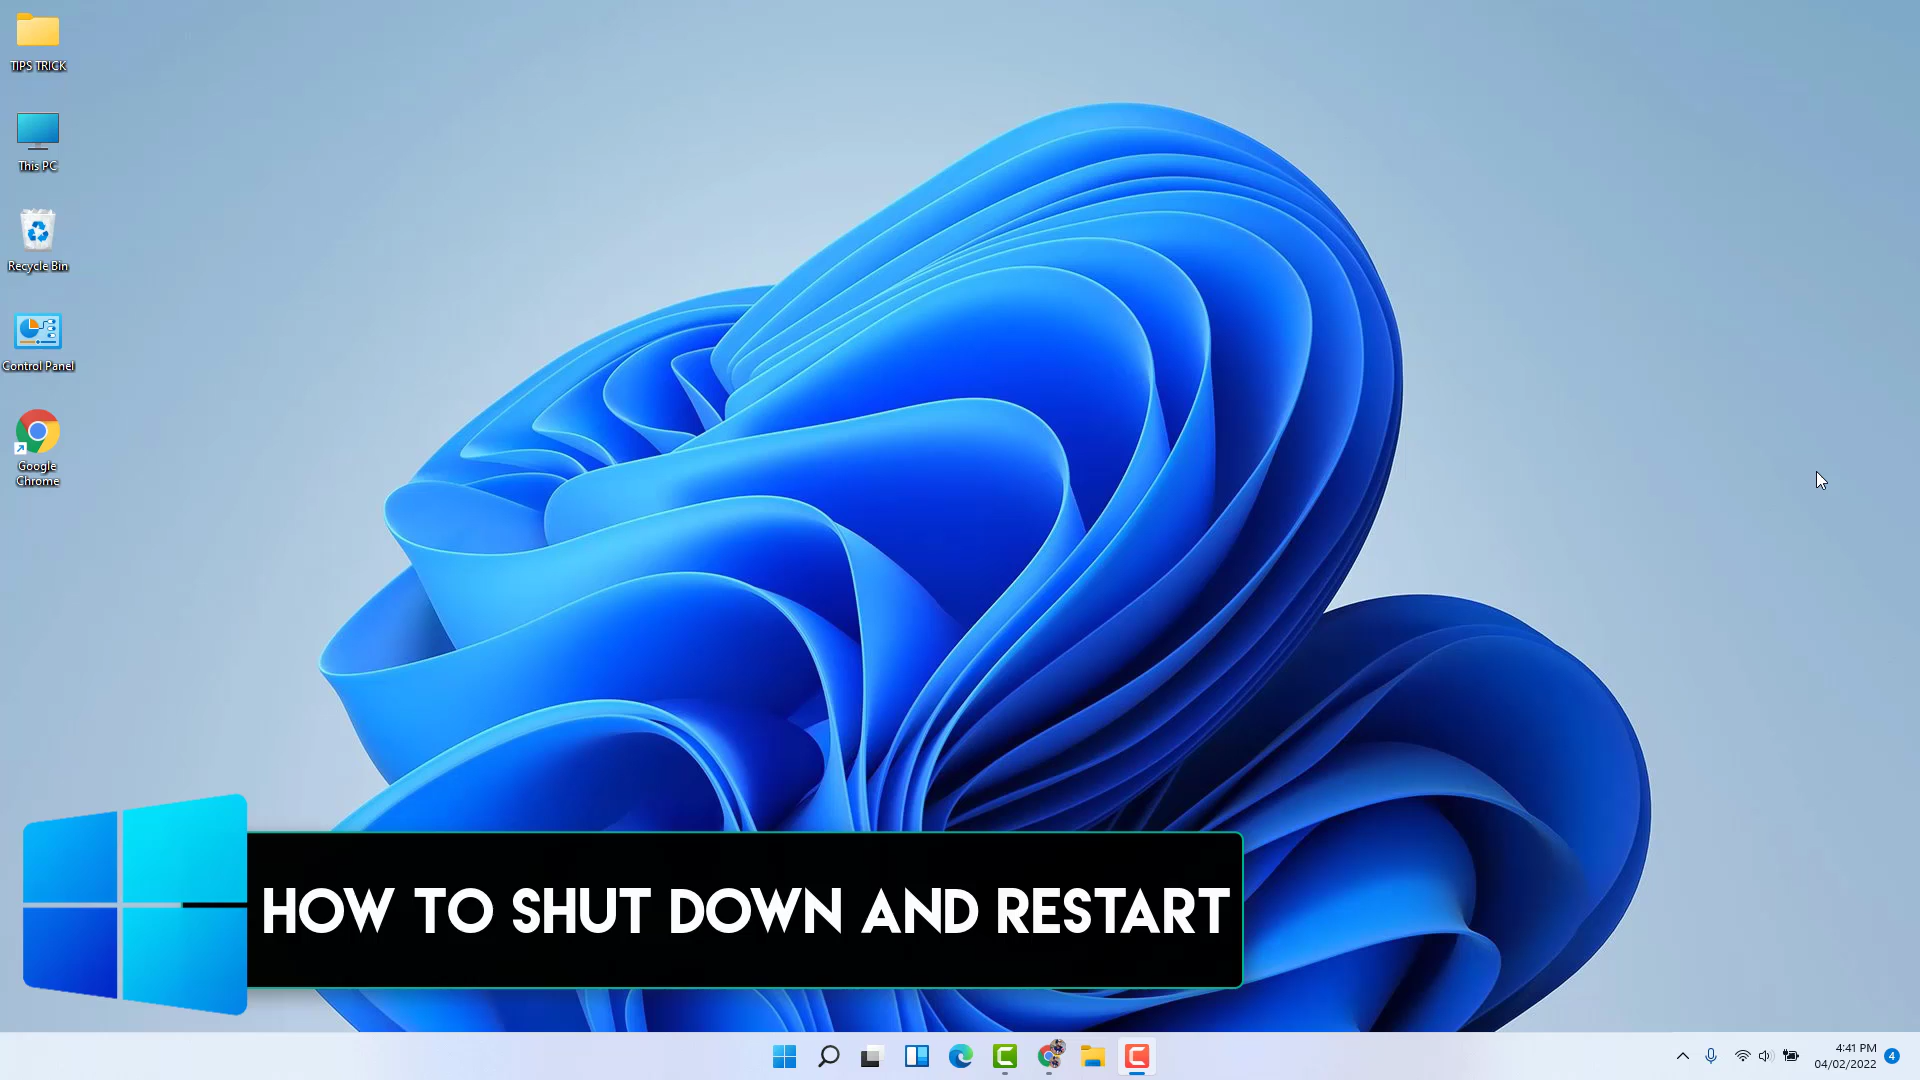 TIPS TRICK
This PC
Recycle Bin
Control Panel
Google
Chrome
HOW TO SHUT DOWN AND RESTART
4:41 PM
04/02/2022
4